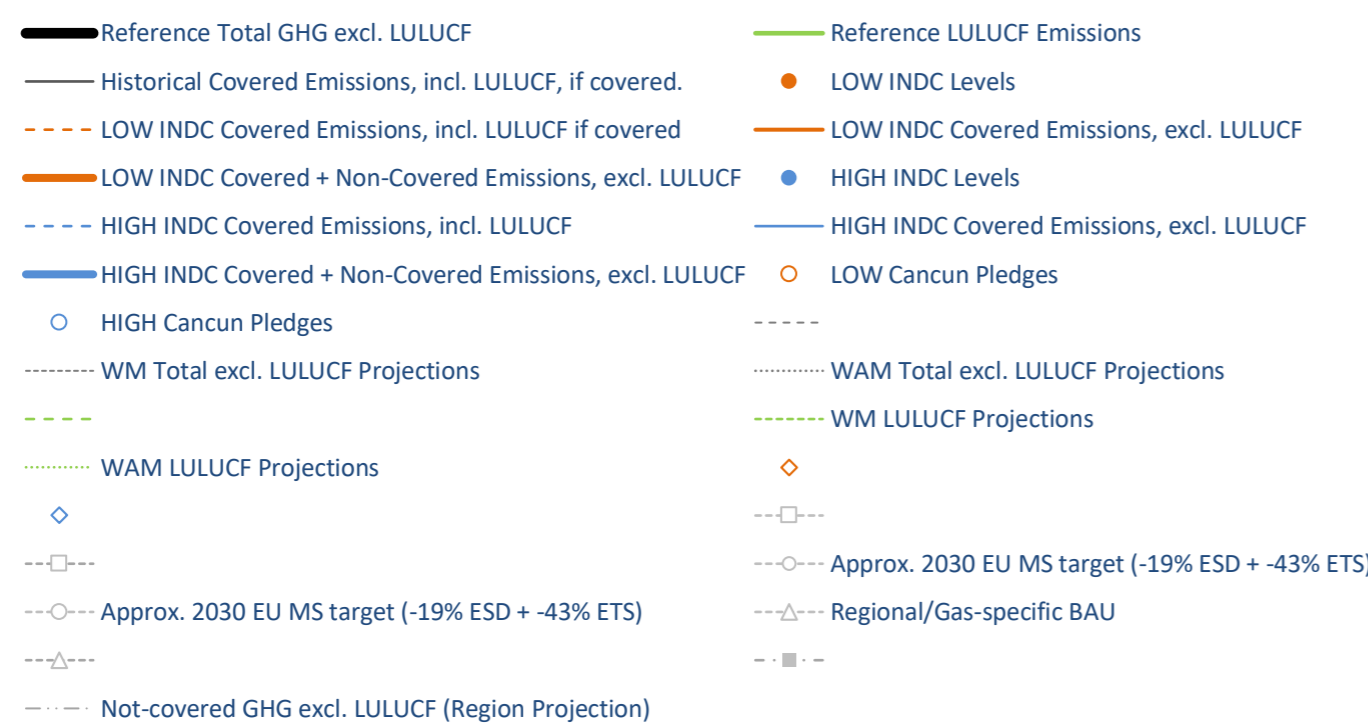 Reference Total GHG excl. LULUCF
Reference LULUCF Emissions
Historical Covered Emissions, incl. LULUCF, if covered.
LOW INDC Levels
LOW INDC Covered Emissions, incl. LULUCF if covered
LOW INDC Covered Emissions, excl. LULUCF
LOW INDC Covered + Non-Covered Emissions, excl. LULUCF
HIGH INDC Levels
HIGH INDC Covered Emissions, incl. LULUCF
HIGH INDC Covered Emissions, excl. LULUCF
HIGH INDC Covered + Non-Covered Emissions, excl. LULUCF
LOW Cancun Pledges
HIGH Cancun Pledges
WM Total excl. LULUCF Projections
WAM Total excl. LULUCF Projections
WM LULUCF Projections
WAM LULUCF Projections
Approx. 2030 EU MS target (-19% ESD + -43% ETS)
Approx. 2030 EU MS target (-19% ESD + -43% ETS)
Regional/Gas-specific BAU
Not-covered GHG excl. LULUCF (Region Projection)